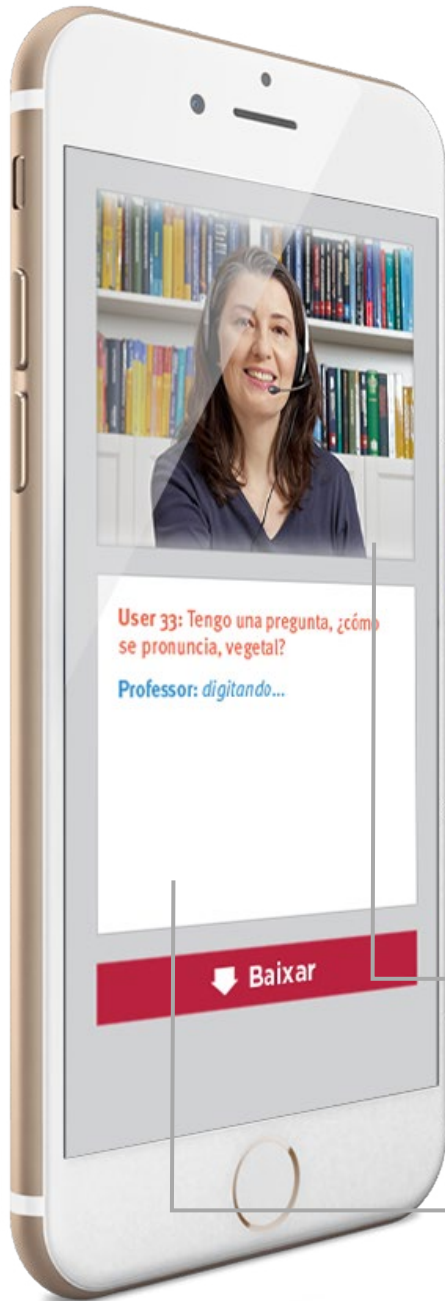 User 33: Tengo una pregunta, ¿cómo
se pronuncia, vegetal?
Professor: digitando...
Baixar